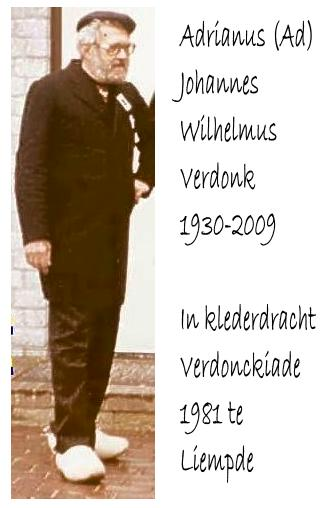 Adrianus (Ad)
Johannes
Wilhelmus
Verdonk
1930-2009
In klederdracht
Verdonckiade
1981 te
Liempde